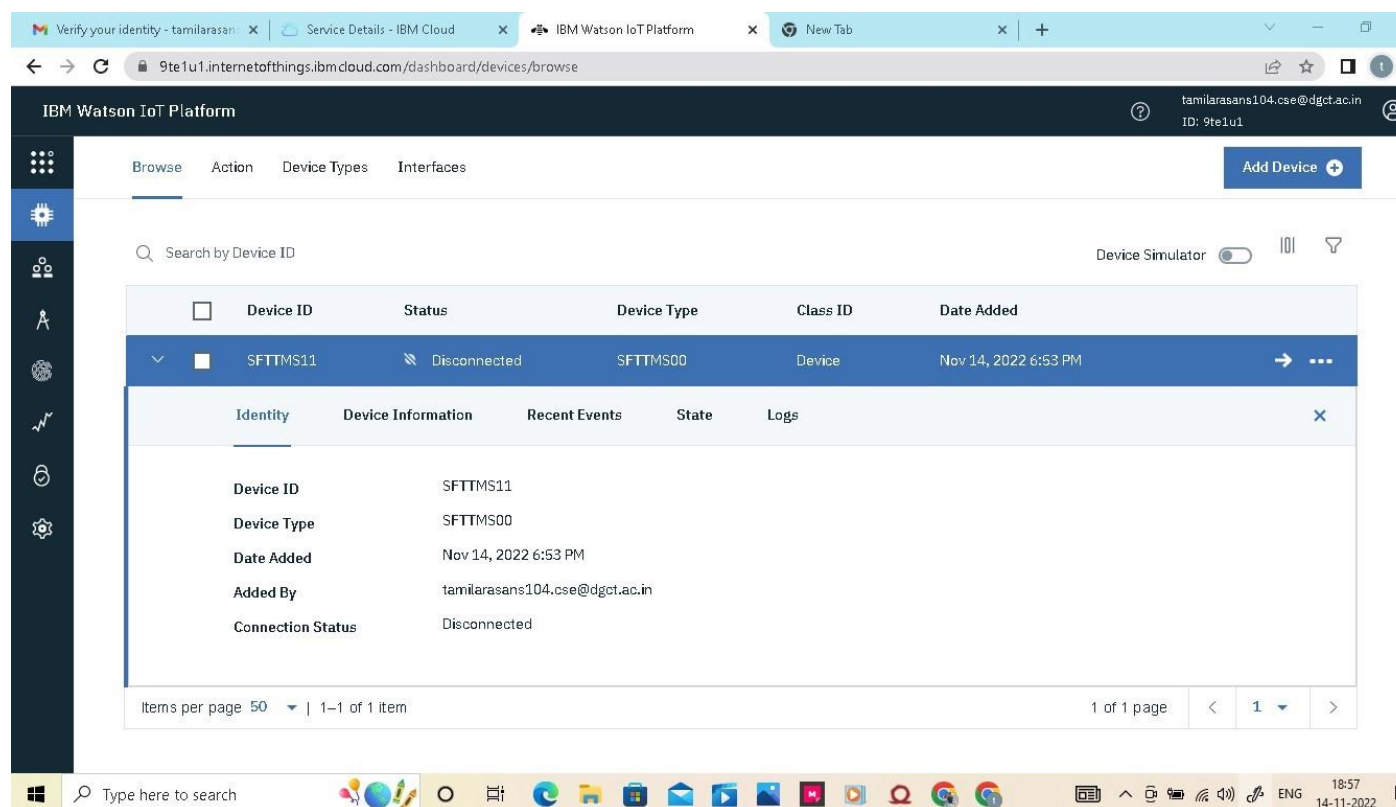 Verify your identity - tamilarasan
Service Details - IBM Cloud
IBM Watson IoT Platform
New Tab
9te1u1.internetofthings.ibmcloud.com/dashboard/devices/browse
t
IBM Watson IoT Platform
tamilarasans104.cse@dgct.ac.in
ID: 9te1u1
Browse Action Device Types Interfaces
Add Device
Search by Device ID
Device Simulator
Device ID Status Device Type Class ID Date Added
SFTTMS11 Disconnected SFTTMS00 Device Nov 14, 2022 6:53 PM
Identity Device Information Recent Events State Logs
Device ID SFTTMS11
Device Type SFTTMS00
Date Added Nov 14, 2022 6:53 PM
Added By tamilarasans104.cse@dgct.ac.in
Connection Status Disconnected
Items per page 50 | 1–1 of 1 item
1 of 1 page 1
Type here to search
ENG
18:57
14-11-2022